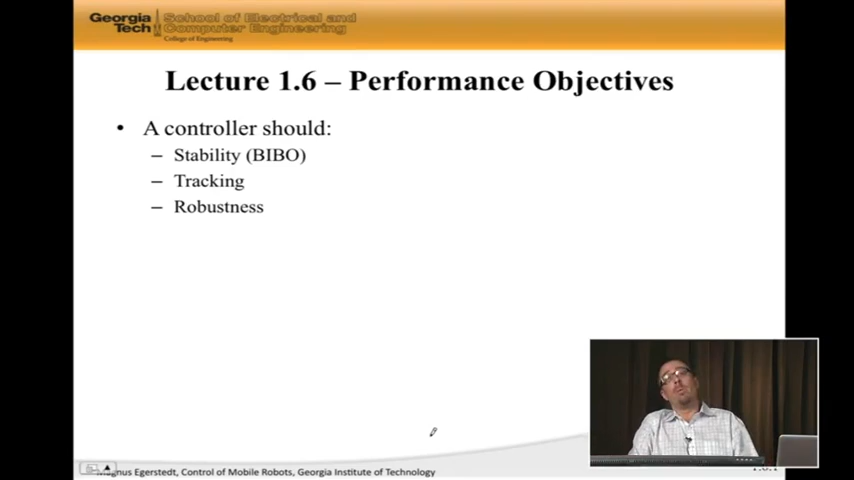 Georgia Tech
School of Electrical and Computer Engineering
College of Engineering
Lecture 1.6 – Performance Objectives
• A controller should:
– Stability (BIBO)
– Tracking
– Robustness
Magnus Egerstedt, Control of Mobile Robots, Georgia Institute of Technology